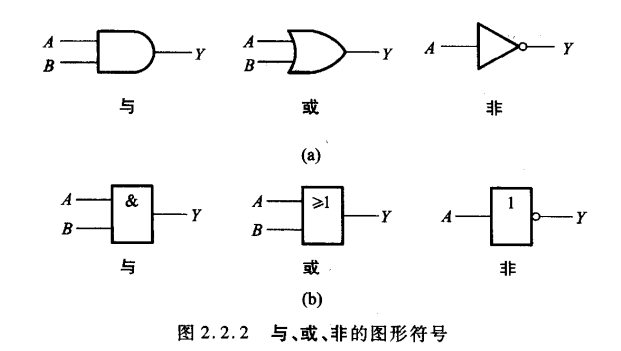 A Y A Y A Y
B B
与 或 非
(a)
A & Y A ≥1 Y A 1 Y
B B
与 或 非
(b)
图 2.2.2 与、或、非的图形符号